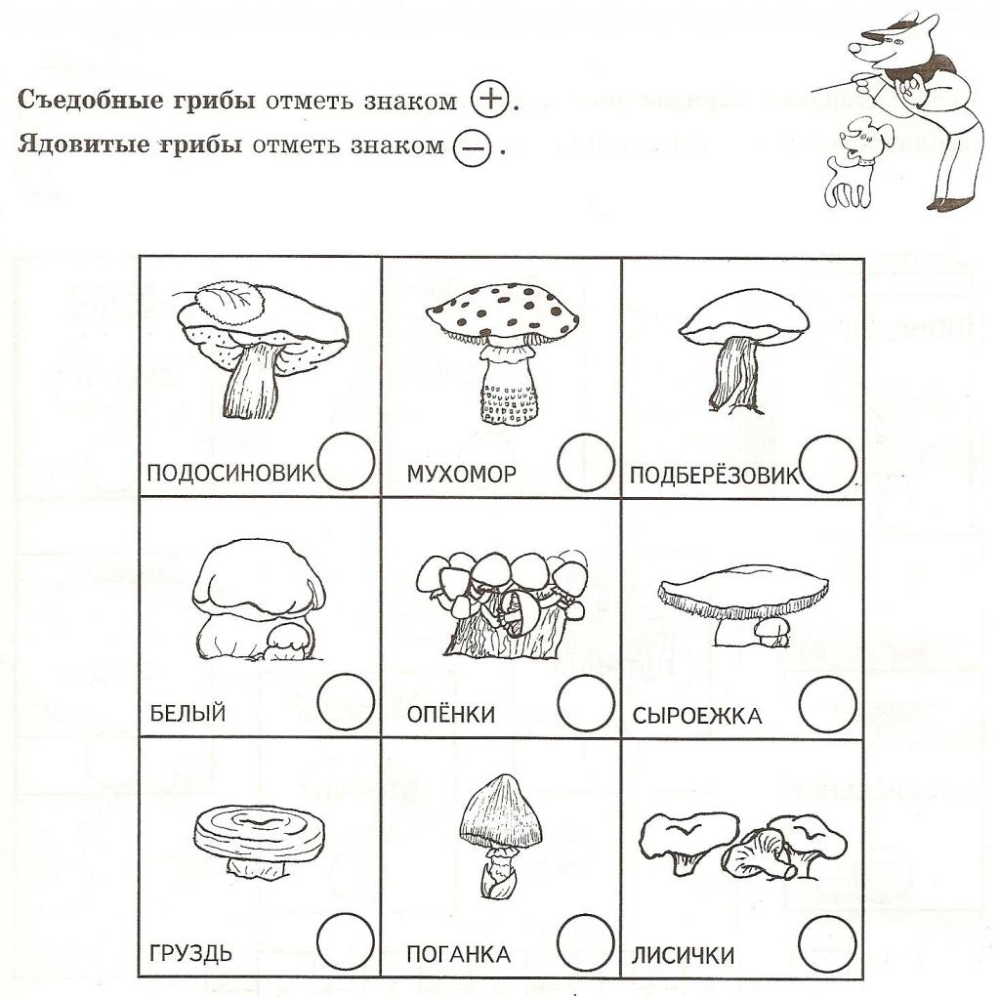 Съедобные грибы отметь знаком +.
Ядовитые грибы отметь знаком −.
ПОДОСИНОВИК
МУХОМОР
ПОДБЕРЁЗОВИК
БЕЛЫЙ
ОПЁНКИ
СЫРОЕЖКА
ГРУЗДЬ
ПОГАНКА
ЛИСИЧКИ